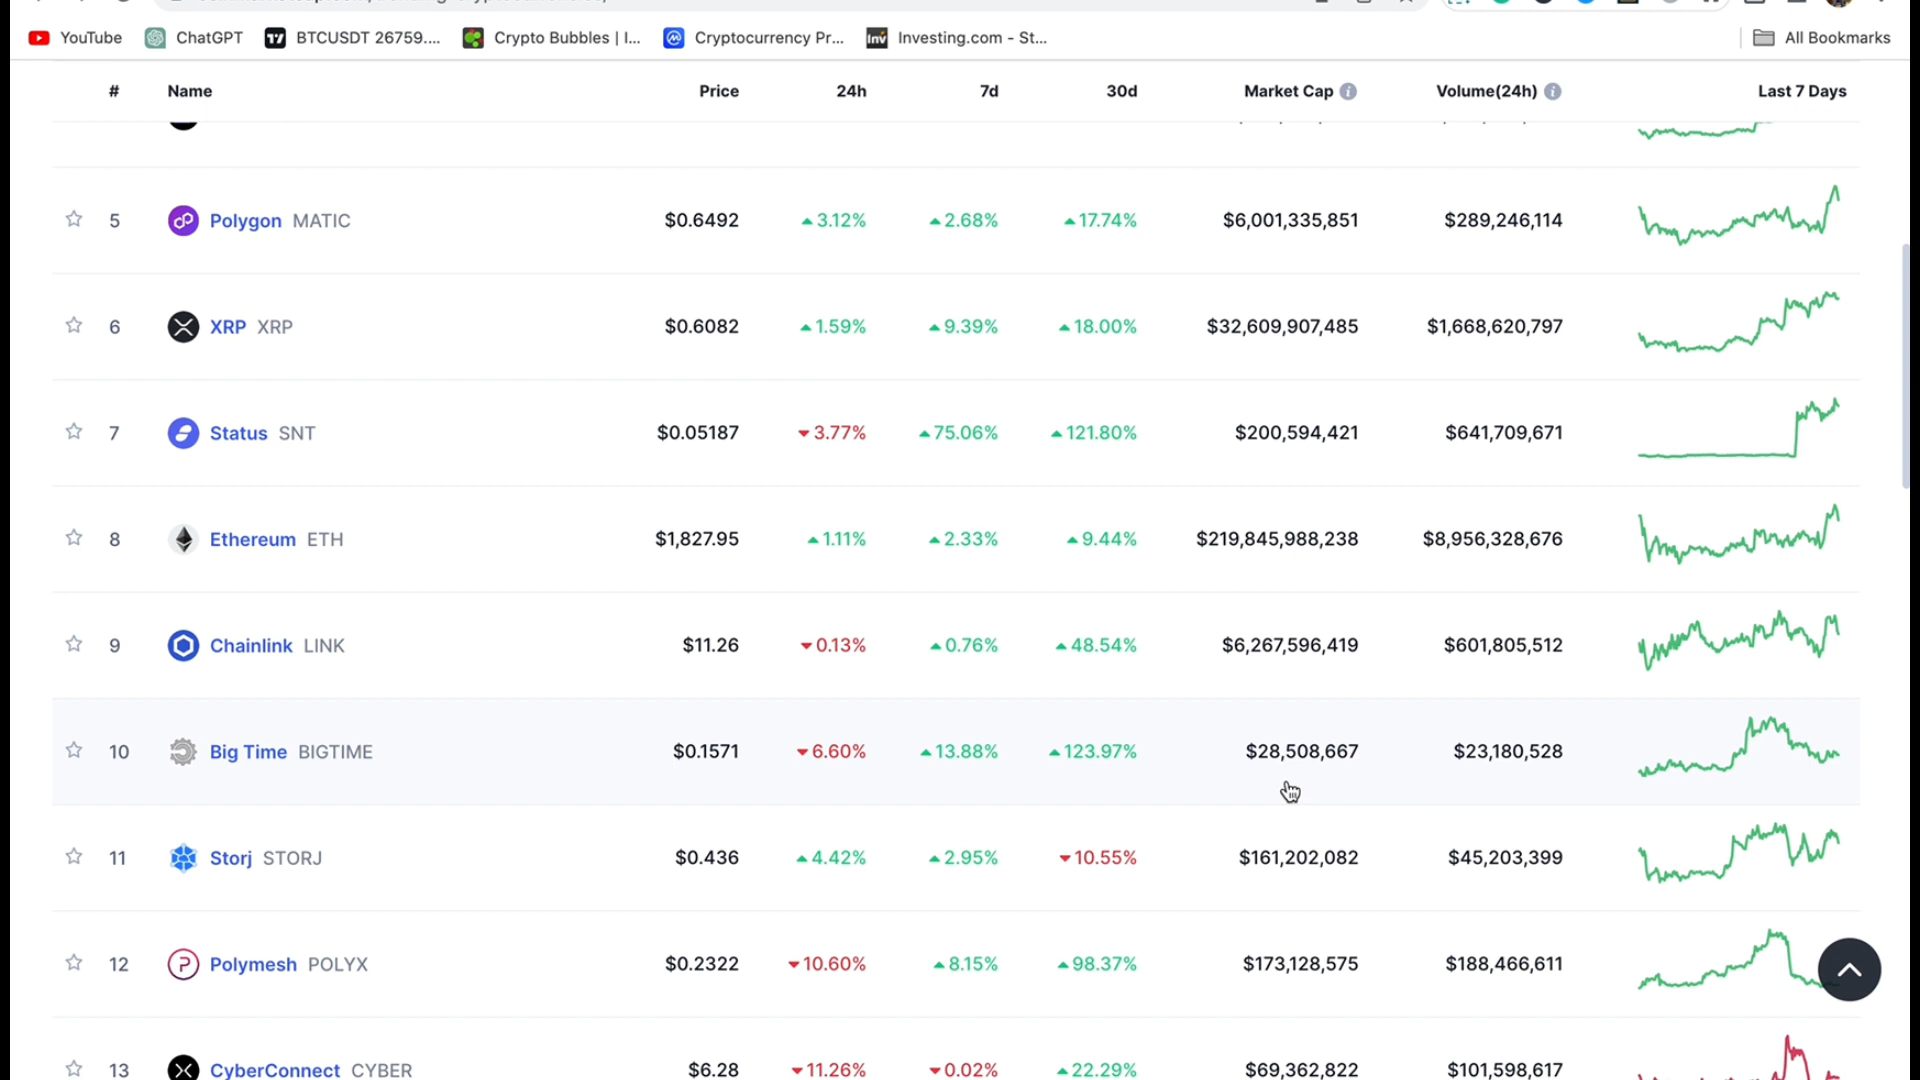 YouTube ChatGPT BTCUSDT 26759.... Crypto Bubbles | I... Cryptocurrency Pr... Investing.com - St... All Bookmarks
# Name Price 24h 7d 30d Market Cap Volume(24h) Last 7 Days
5 Polygon MATIC $0.6492 3.12% 2.68% 17.74% $6,001,335,851 $289,246,114
6 XRP XRP $0.6082 1.59% 9.39% 18.00% $32,609,907,485 $1,668,620,797
7 Status SNT $0.05187 3.77% 75.06% 121.80% $200,594,421 $641,709,671
8 Ethereum ETH $1,827.95 1.11% 2.33% 9.44% $219,845,988,238 $8,956,328,676
9 Chainlink LINK $11.26 0.13% 0.76% 48.54% $6,267,596,419 $601,805,512
10 Big Time BIGTIME $0.1571 6.60% 13.88% 123.97% $28,508,667 $23,180,528
11 Storj STORJ $0.436 4.42% 2.95% 10.55% $161,202,082 $45,203,399
12 Polymesh POLYX $0.2322 10.60% 8.15% 98.37% $173,128,575 $188,466,611
13 CyberConnect CYBER $6.28 11.26% 0.02% 22.29% $69,362,822 $101,598,617